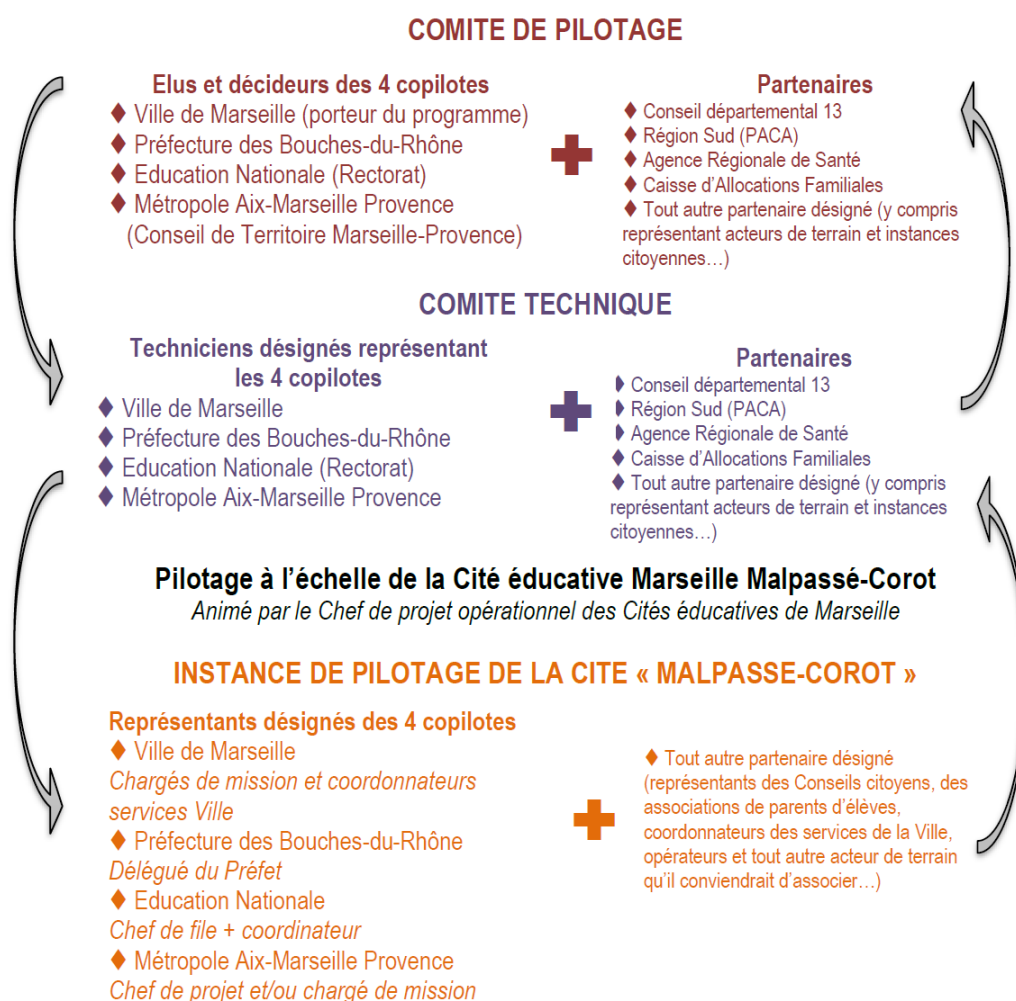 COMITE DE PILOTAGE
Elus et décideurs des 4 copilotes
♦ Ville de Marseille (porteur du programme)
♦ Préfecture des Bouches-du-Rhône
♦ Education Nationale (Rectorat)
♦ Métropole Aix-Marseille Provence
(Conseil de Territoire Marseille-Provence)
Partenaires
♦ Conseil départemental 13
♦ Région Sud (PACA)
♦ Agence Régionale de Santé
♦ Caisse d’Allocations Familiales
♦ Tout autre partenaire désigné (y compris
représentant acteurs de terrain et instances
citoyennes…)
COMITE TECHNIQUE
Techniciens désignés représentant
les 4 copilotes
♦ Ville de Marseille
♦ Préfecture des Bouches-du-Rhône
♦ Education Nationale (Rectorat)
♦ Métropole Aix-Marseille Provence
Partenaires
♦ Conseil départemental 13
♦ Région Sud (PACA)
♦ Agence Régionale de Santé
♦ Caisse d’Allocations Familiales
♦ Tout autre partenaire désigné (y compris
représentant acteurs de terrain et instances
citoyennes…)
Pilotage à l’échelle de la Cité éducative Marseille Malpassé-Corot
Animé par le Chef de projet opérationnel des Cités éducatives de Marseille
INSTANCE DE PILOTAGE DE LA CITE « MALPASSE-COROT »
Représentants désignés des 4 copilotes
♦ Ville de Marseille
Chargés de mission et coordonnateurs
services Ville
♦ Préfecture des Bouches-du-Rhône
Délégué du Préfet
♦ Education Nationale
Chef de file + coordinateur
♦ Métropole Aix-Marseille Provence
Chef de projet et/ou chargé de mission
♦ Tout autre partenaire désigné
(représentants des Conseils citoyens, des
associations de parents d’élèves,
coordonnateurs des services de la Ville,
opérateurs et tout autre acteur de terrain
qu’il conviendrait d’associer…)